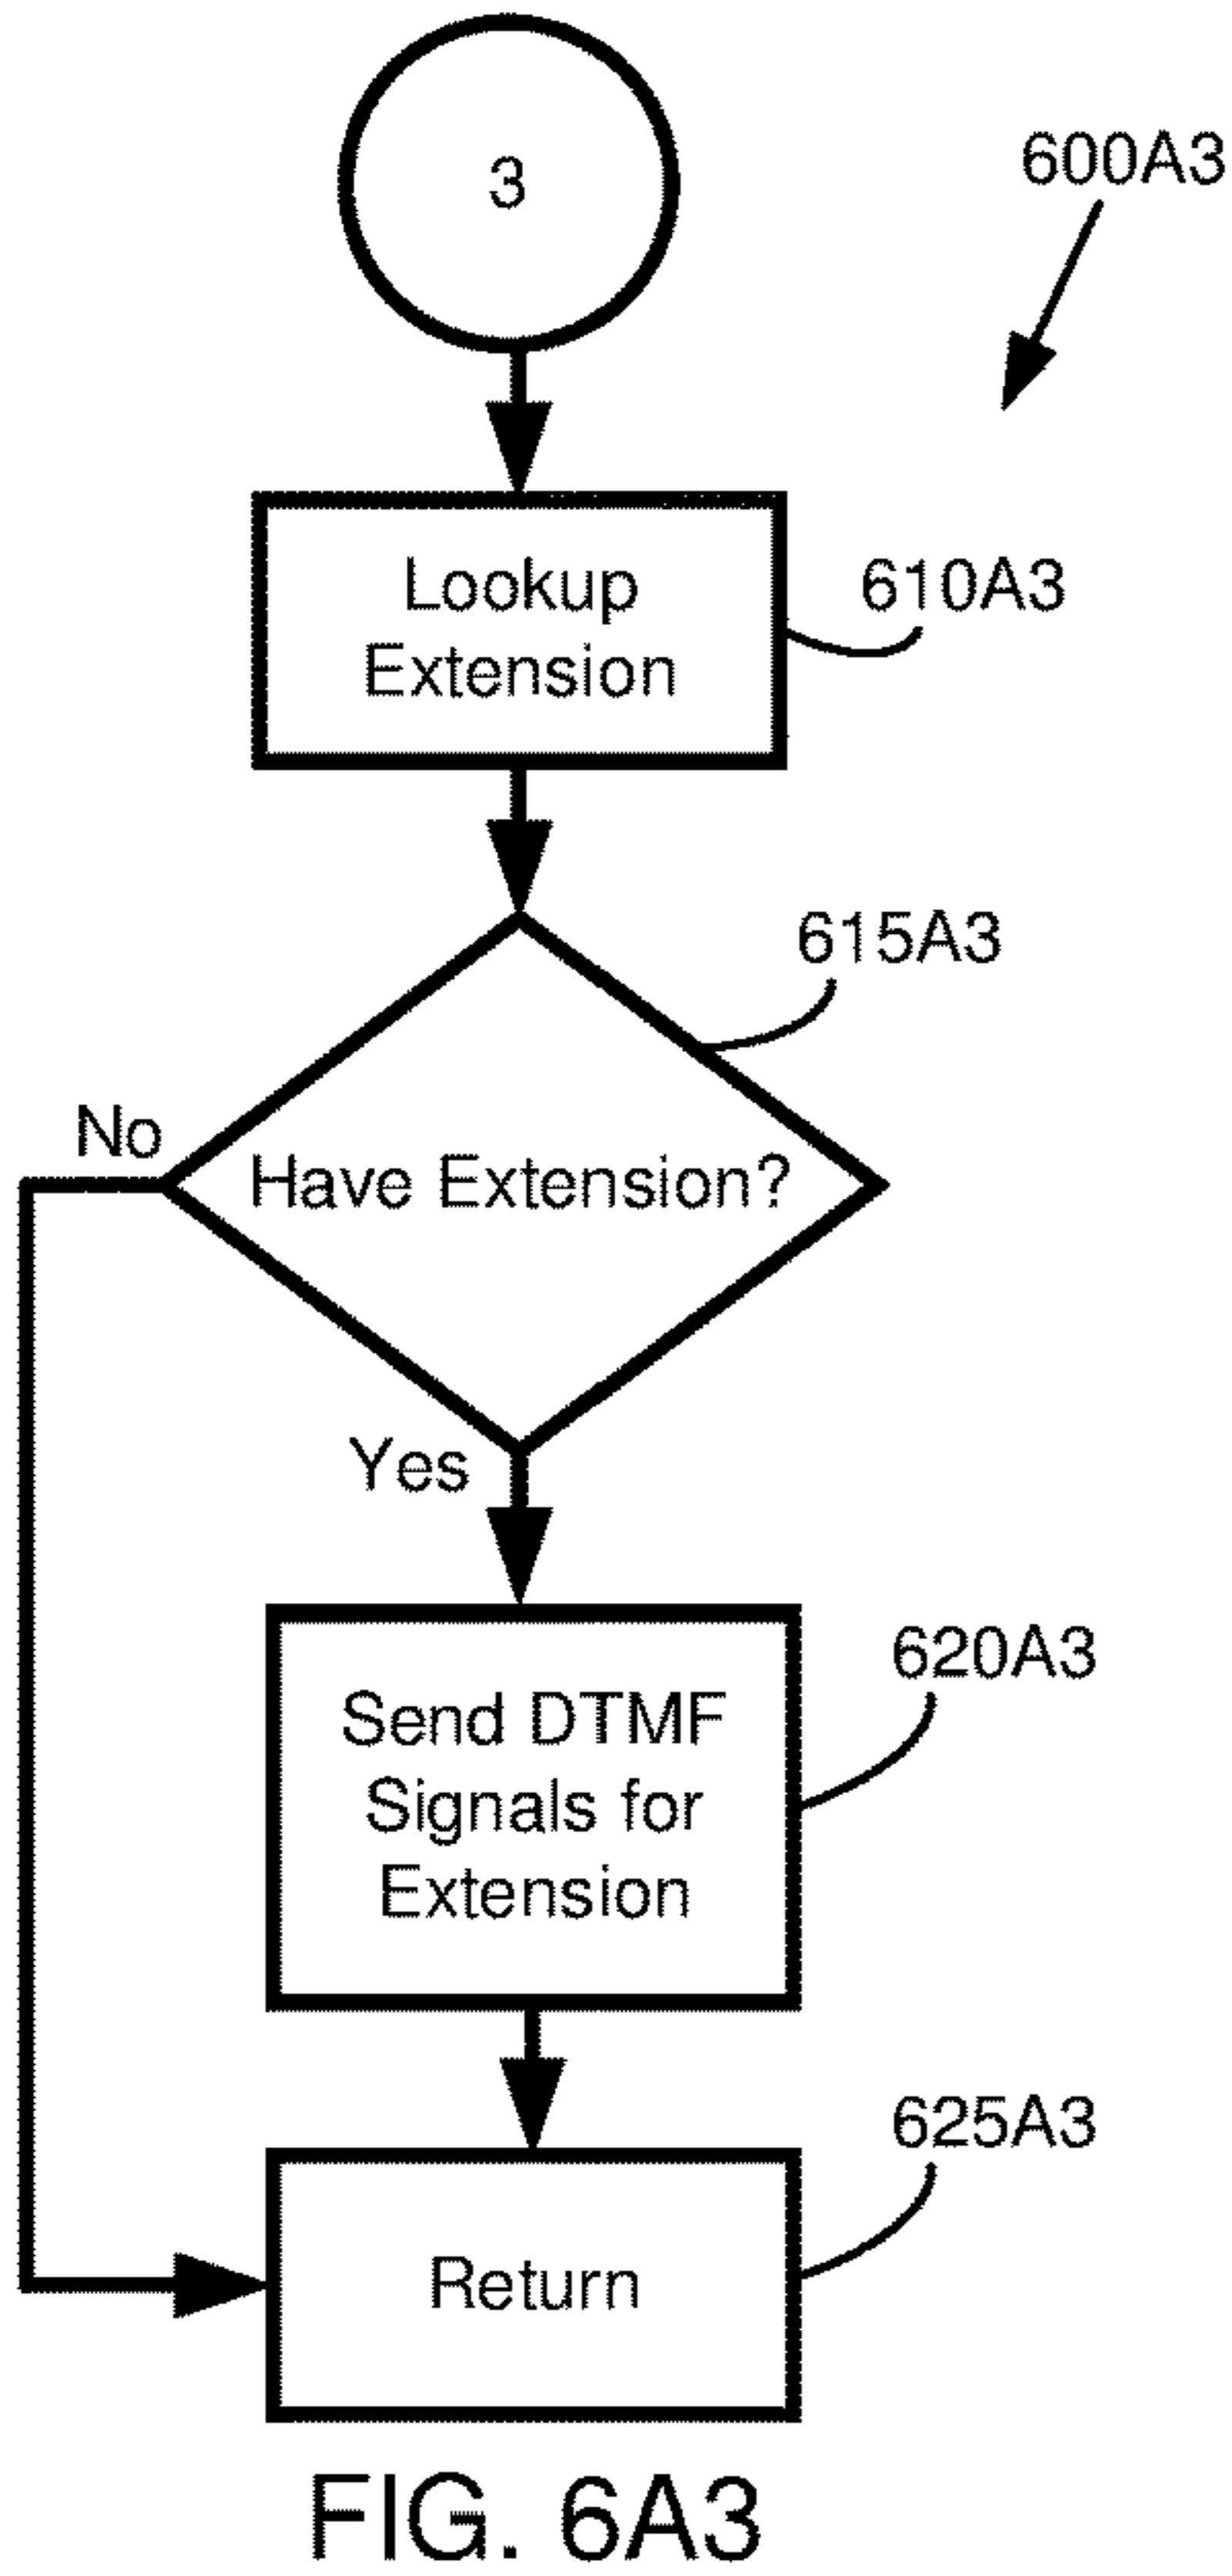 3
600A3
Lookup
Extension
610A3
615A3
No
Have Extension?
Yes
620A3
Send DTMF
Signals for
Extension
625A3
Return
FIG. 6A3